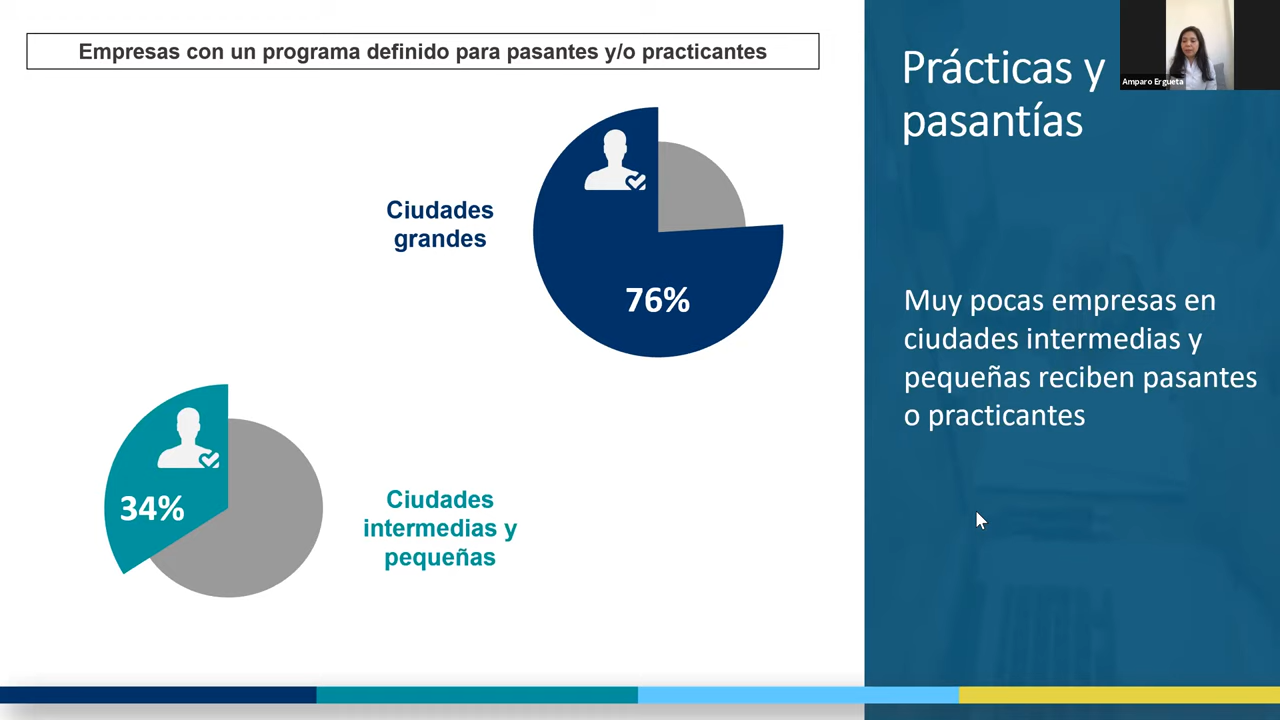 Empresas con un programa definido para pasantes y/o practicantes
Prácticas y
pasantías
Amparo Ergueta
Ciudades
grandes
76%
Muy pocas empresas en
ciudades intermedias y
pequeñas reciben pasantes
o practicantes
34%
Ciudades
intermedias y
pequeñas